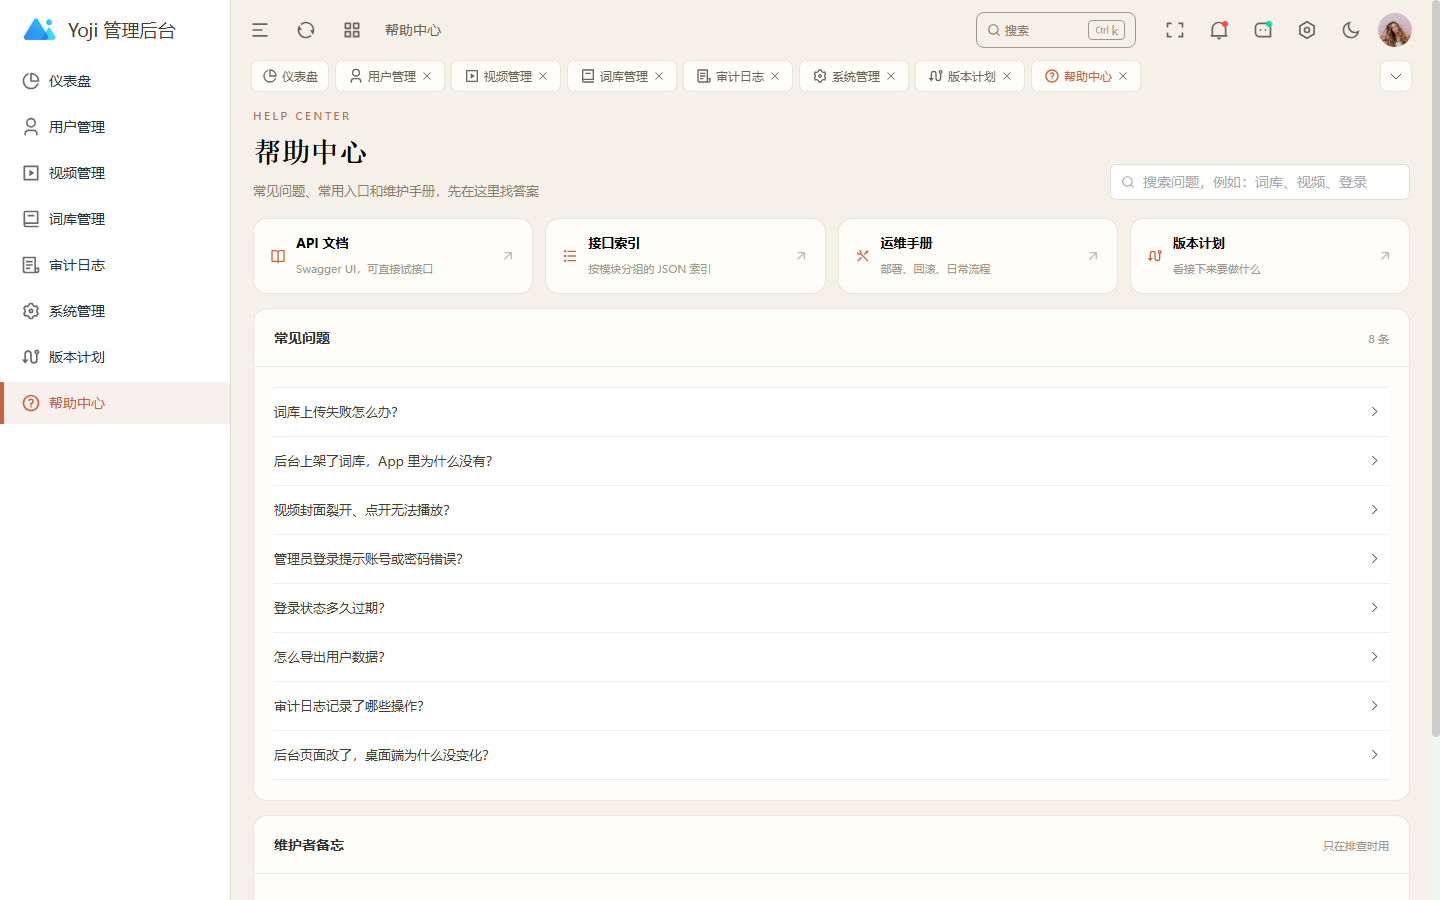 Yoji 管理后台
仪表盘
用户管理
视频管理
词库管理
审计日志
系统管理
版本计划
帮助中心
帮助中心
搜索
Ctrl k
仪表盘
用户管理
视频管理
词库管理
审计日志
系统管理
版本计划
帮助中心
HELP CENTER
帮助中心
常见问题、常用入口和维护手册，先在这里找答案
搜索问题，例如：词库、视频、登录
API 文档
Swagger UI，可直接试接口
接口索引
按模块分组的 JSON 索引
运维手册
部署、回滚、日常流程
版本计划
看接下来要做什么
常见问题
8 条
词库上传失败怎么办？
后台上架了词库，App 里为什么没有？
视频封面裂开、点开无法播放？
管理员登录提示账号或密码错误？
登录状态多久过期？
怎么导出用户数据？
审计日志记录了哪些操作？
后台页面改了，桌面端为什么没变化？
维护者备忘
只在排查时用